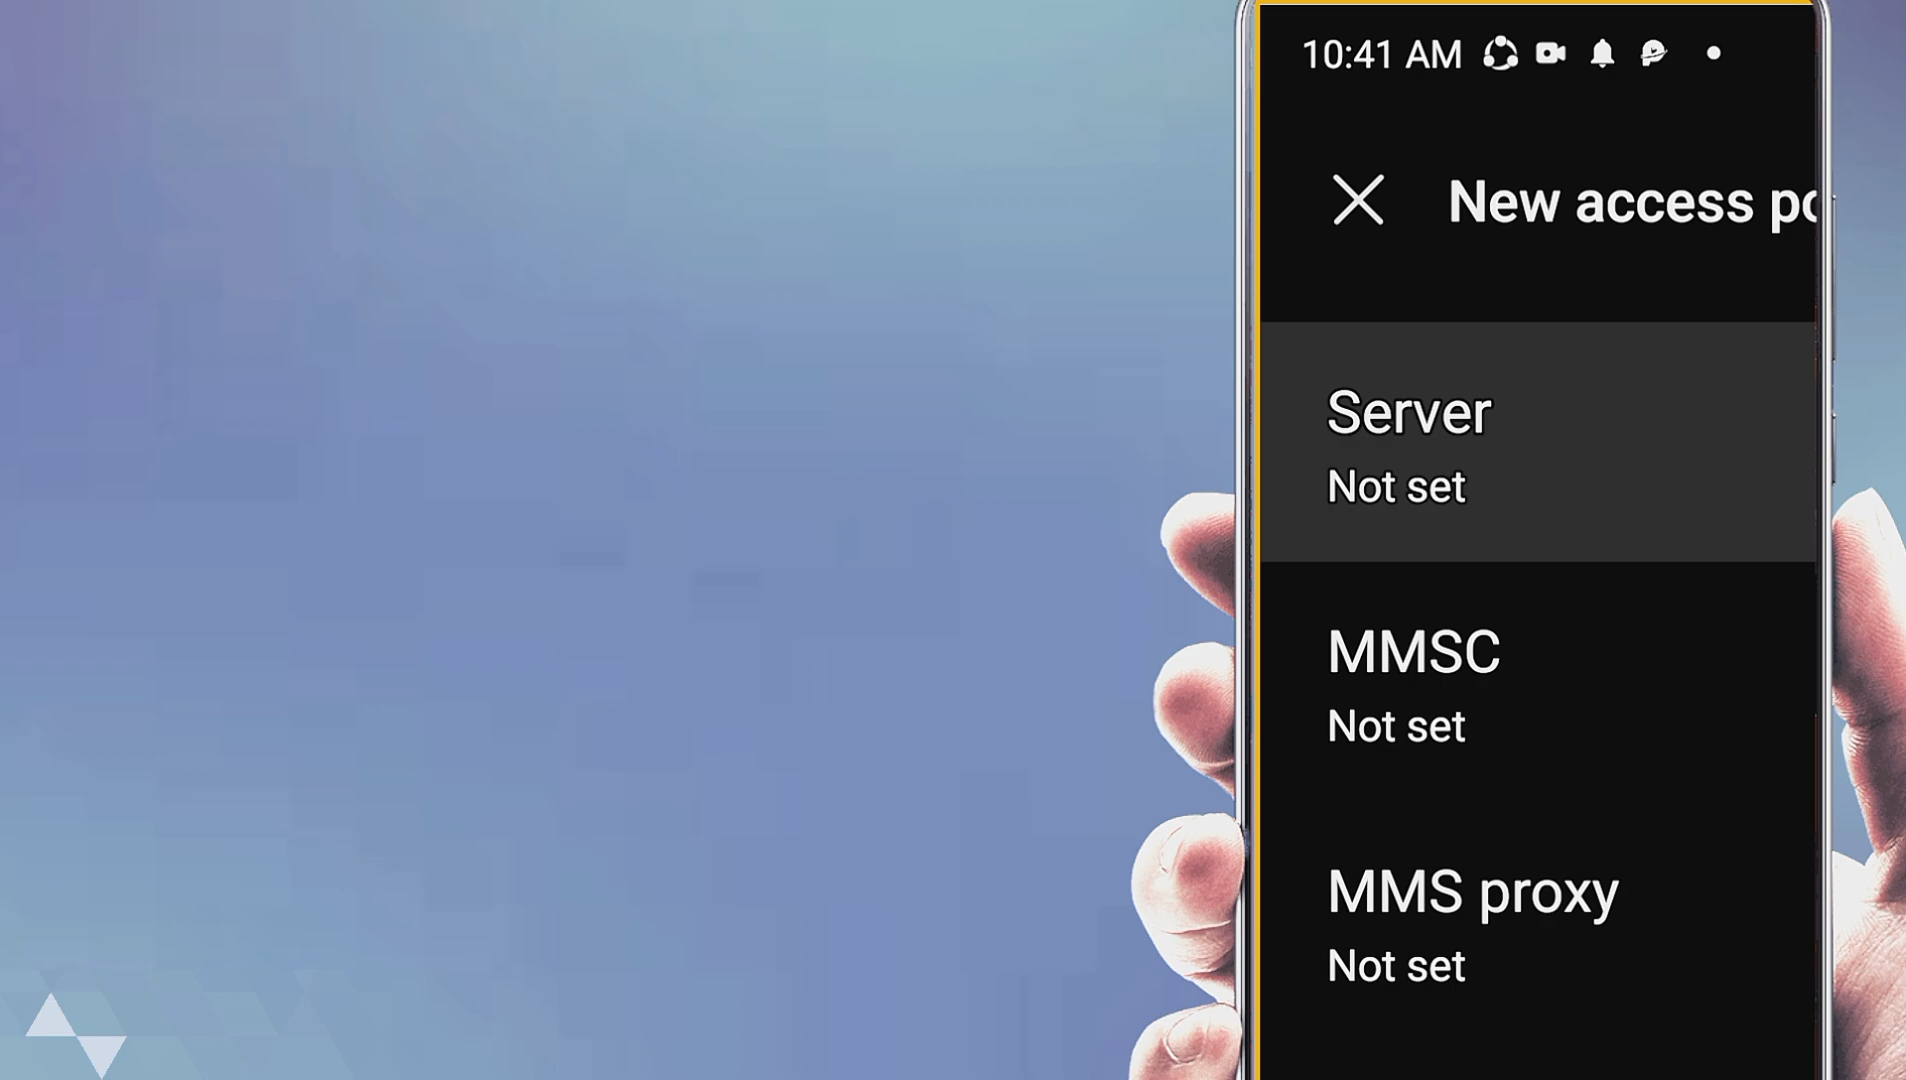 10:41 AM
New access po
Server
Not set
MMSC
Not set
MMS proxy
Not set